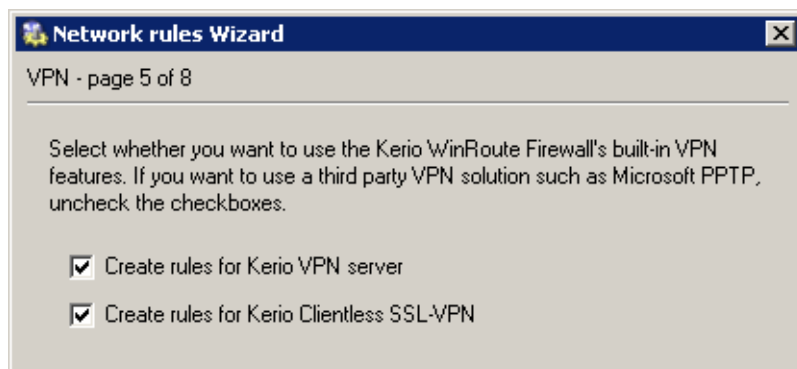 Network rules Wizard
VPN - page 5 of 8
Select whether you want to use the Kerio WinRoute Firewall's built-in VPN
features. If you want to use a third party VPN solution such as Microsoft PPTP,
uncheck the checkboxes.
Create rules for Kerio VPN server
Create rules for Kerio Clientless SSL-VPN